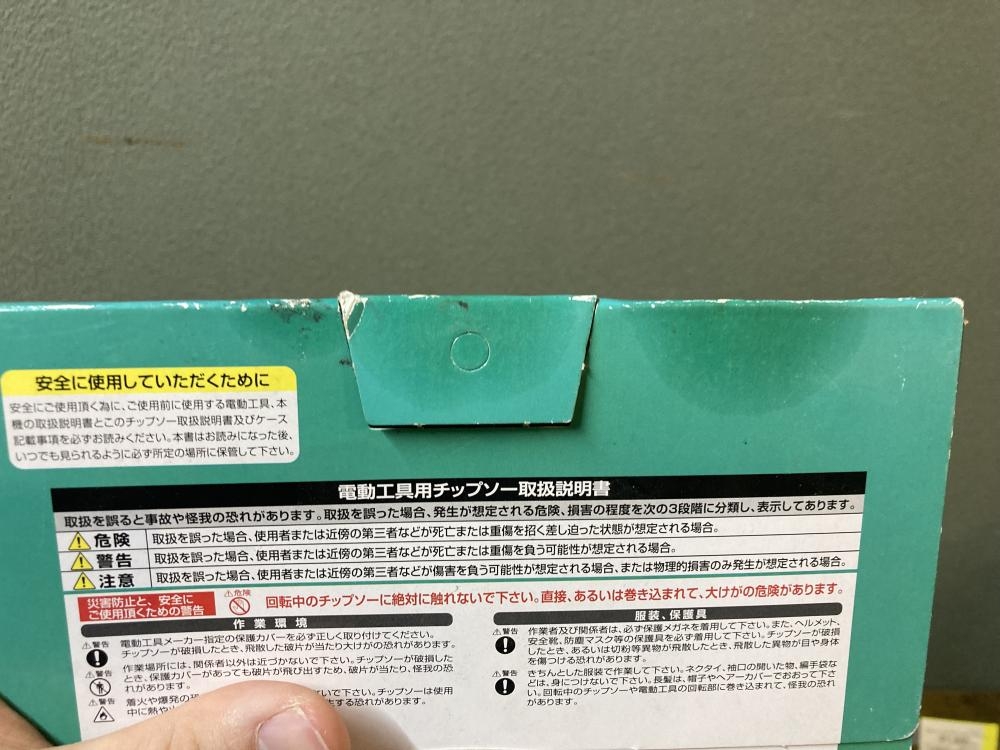 安全に使用していただくために
安全にご使用頂く為に、ご使用前に使用する電動工具、本
機の取扱説明書とこのチップソー取扱説明書及びケース
記載事項を必ずお読みください。本書はお読みになった後、
いつでも見られるように必ず所定の場所に保管して下さい。
電動工具用チップソー取扱説明書
取扱を誤ると事故や怪我の恐れがあります。取扱を誤った場合、発生が想定される危険、損害の程度を次の3段階に分類し、表示してあります。
危険 取扱を誤った場合、使用者または近傍の第三者などが死亡または重傷を招く差し迫った状態が想定される場合。
警告 取扱を誤った場合、使用者または近傍の第三者などが死亡または重傷を負う可能性が想定される場合。
注意 取扱を誤った場合、使用者または近傍の第三者などが傷害を負う可能性が想定される場合、または物理的損害のみ発生が想定される場合。
災害防止と、安全に
ご使用頂くための警告
危険
回転中のチップソーに絶対に触れないで下さい。直接、あるいは巻き込まれて、大けがの危険があります。
作業環境
警告
電動工具メーカー指定の保護カバーを必ず正しく取り付けてください。
チップソーが破損したとき、飛散した破片が当たり大けがの恐れがあります。
警告
作業場所には、関係者以外は近づかないで下さい。チップソーが破損した
とき、保護カバーがあっても破片が飛び出すため、破片が当たり、怪我の恐
れがあります。
警告
着火や爆発の恐
ないで下さい。チップソーは使用
中に熱や
する恐れがあります。
服装、保護具
警告
作業者及び関係者は、必ず保護メガネを着用して下さい。また、ヘルメット、
安全靴、防塵マスク等の保護具を必ず着用して下さい。チップソーが破損
したとき、あるいは切粉等異物が飛散したとき、飛散した異物が目や身体
を傷つける恐れがあります。
警告
きちんとした服装で作業して下さい。ネクタイ、袖口の開いた物、編手袋な
どは、身につけないで下さい。長髪は、帽子やヘアーカバーでおおって下さ
い。回転中のチップソーや電動工具の回転部に巻き込まれて、怪我の恐れ
があります。